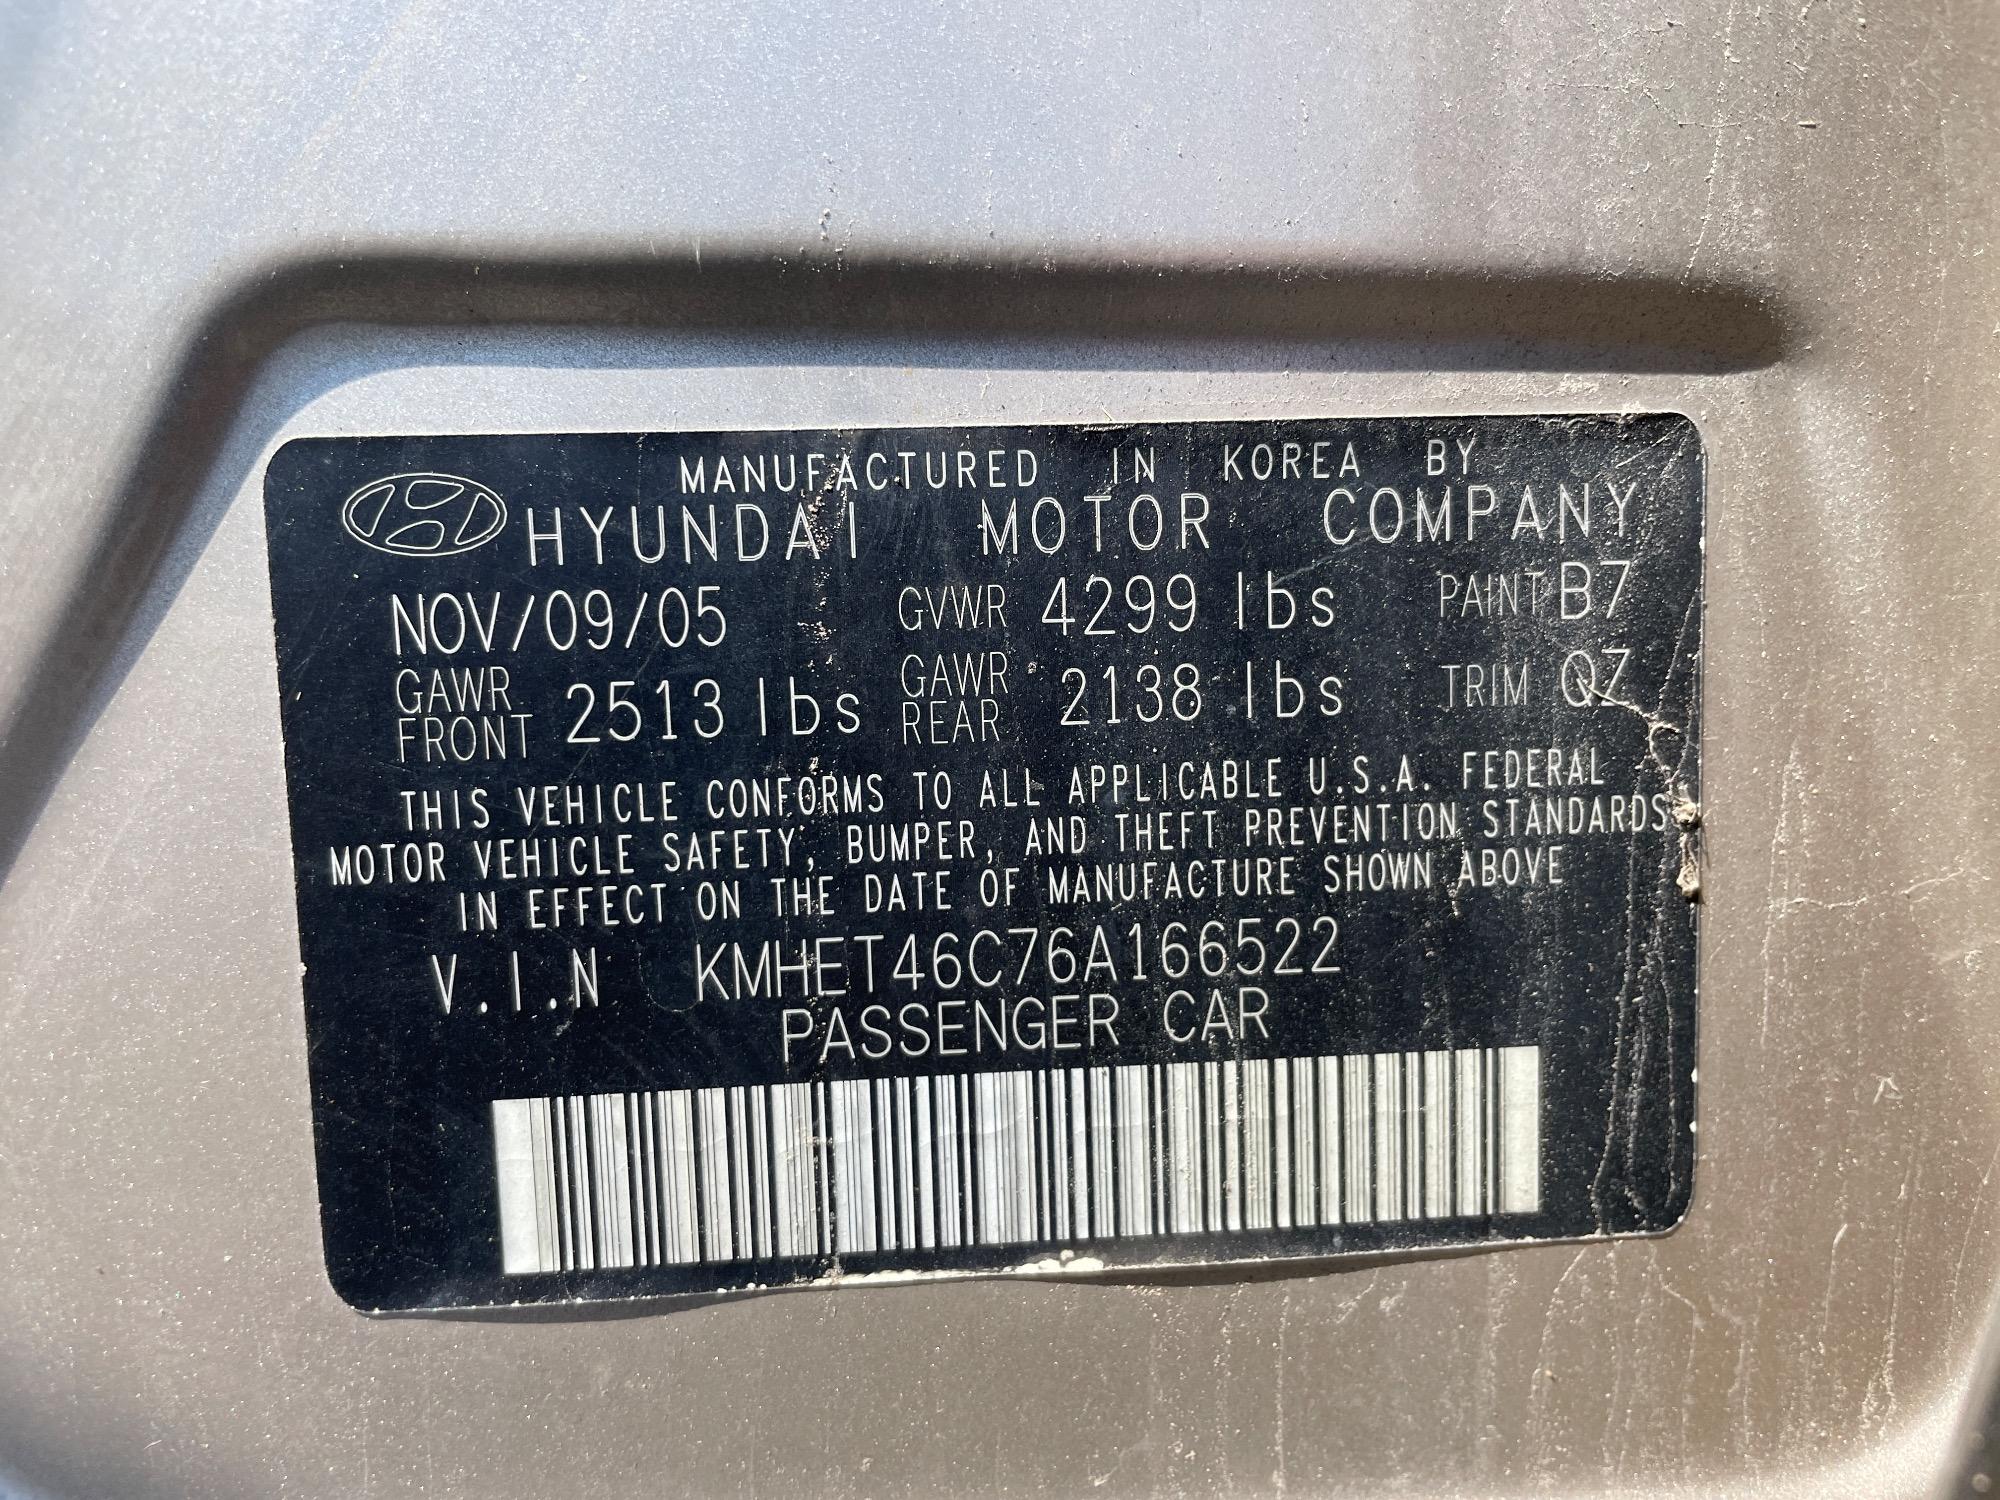 MANUFACTURED IN KOREA BY
HYUNDAI MOTOR COMPANY
NOV/09/05 GVWR 4299 lbs PAINT B7
GAWR FRONT 2513 lbs GAWR REAR 2138 lbs TRIM QZ
THIS VEHICLE CONFORMS TO ALL APPLICABLE U.S.A. FEDERAL
MOTOR VEHICLE SAFETY, BUMPER, AND THEFT PREVENTION STANDARDS
IN EFFECT ON THE DATE OF MANUFACTURE SHOWN ABOVE
V.I.N KMHET46C76A166522
PASSENGER CAR